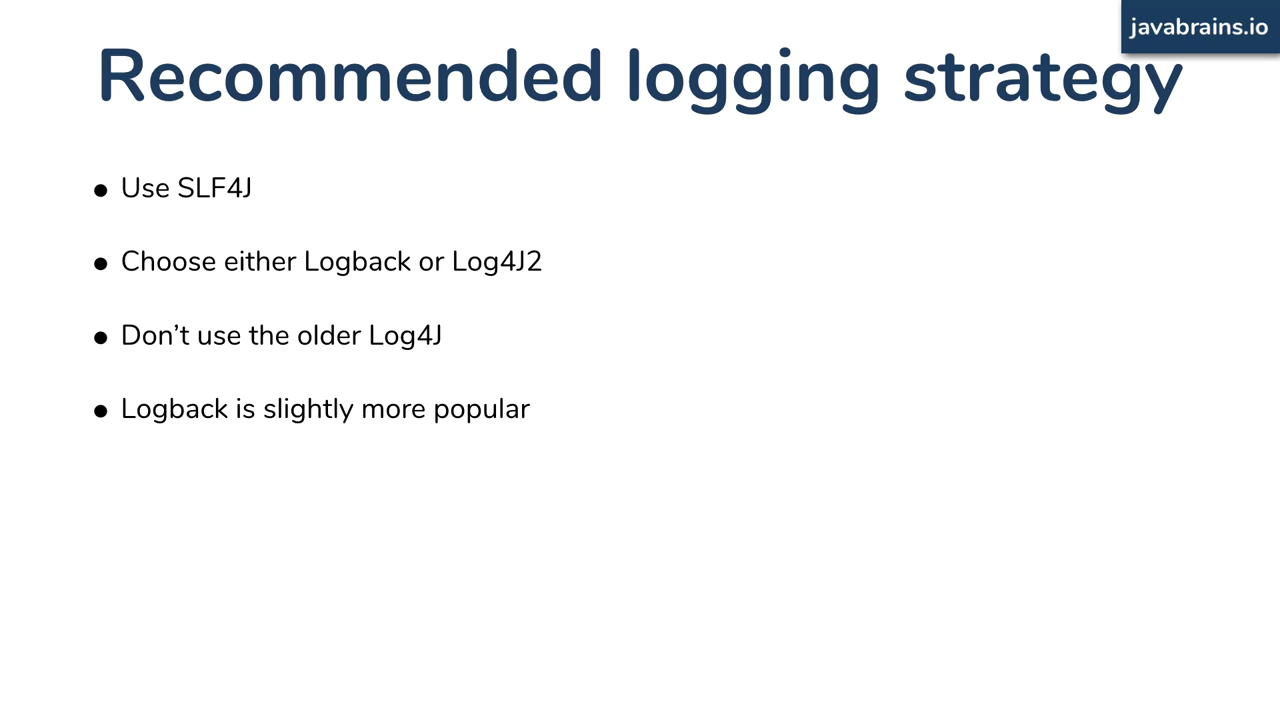 javabrains.io
Recommended logging strategy
● Use SLF4J
● Choose either Logback or Log4J2
● Don’t use the older Log4J
● Logback is slightly more popular